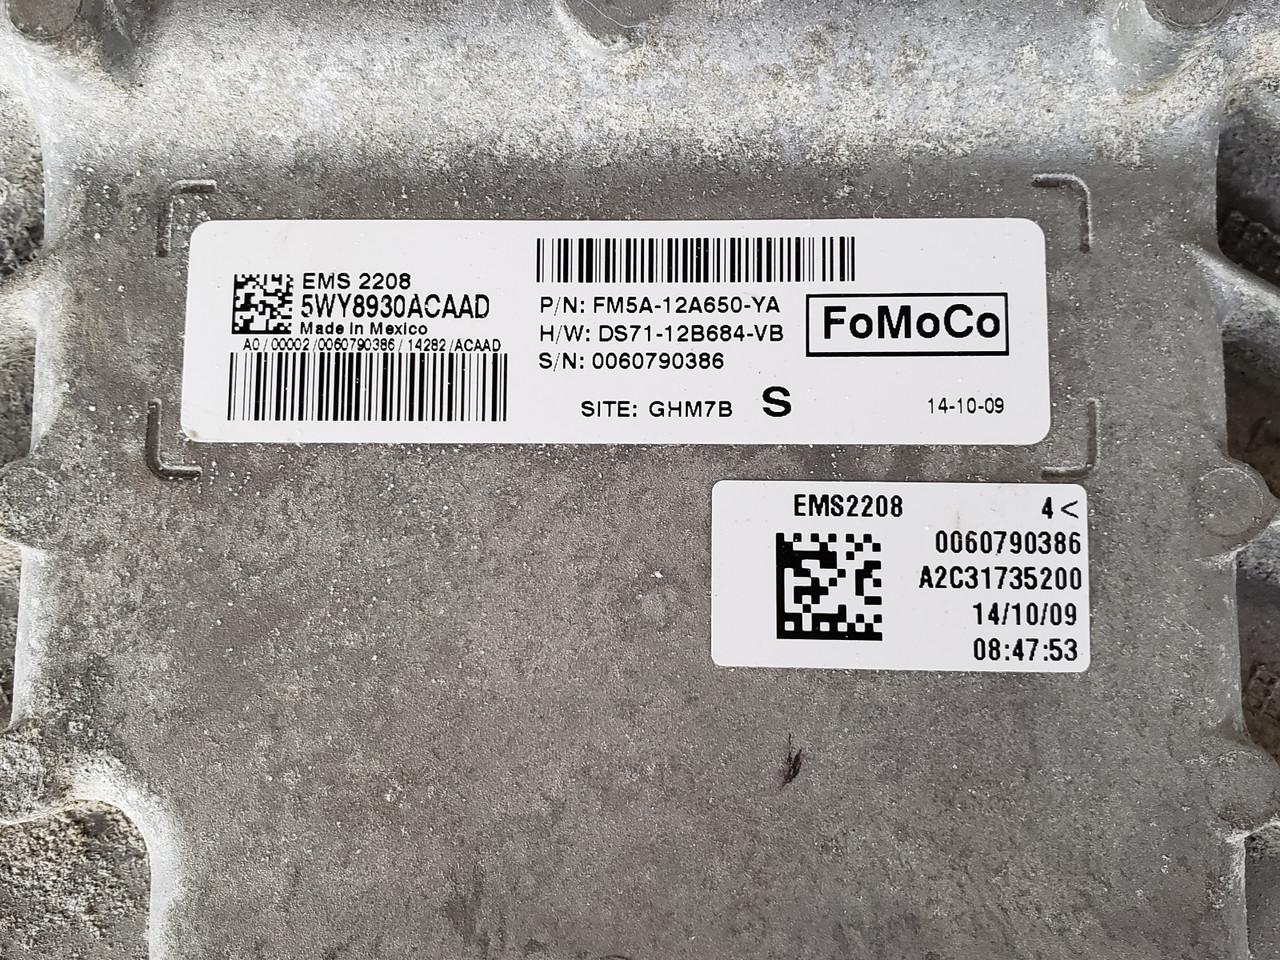 EMS 2208
5WY8930ACAAD
Made in Mexico
A0 / 00002 / 0060790386 / 14282 / ACAAD
P/N: FM5A-12A650-YA
H/W: DS71-12B684-VB
S/N: 0060790386
FoMoCo
SITE: GHM7B S
14-10-09
EMS2208 4<
0060790386
A2C31735200
14/10/09
08:47:53